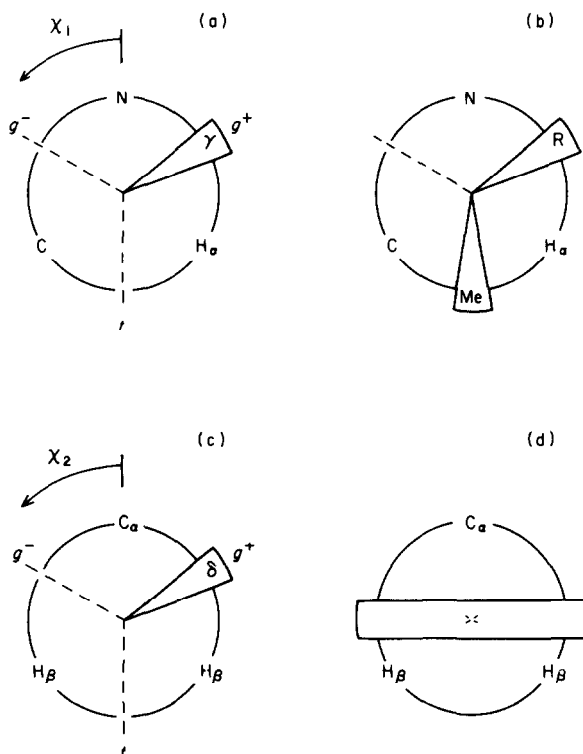 χ₁ (a) (b)
N N
g⁻ γ g⁺ R
C Hα C Hα
t Me
χ₂ (c) (d)
Cα Cα
g⁻ δ g⁺
Hβ Hβ Hβ Hβ
t